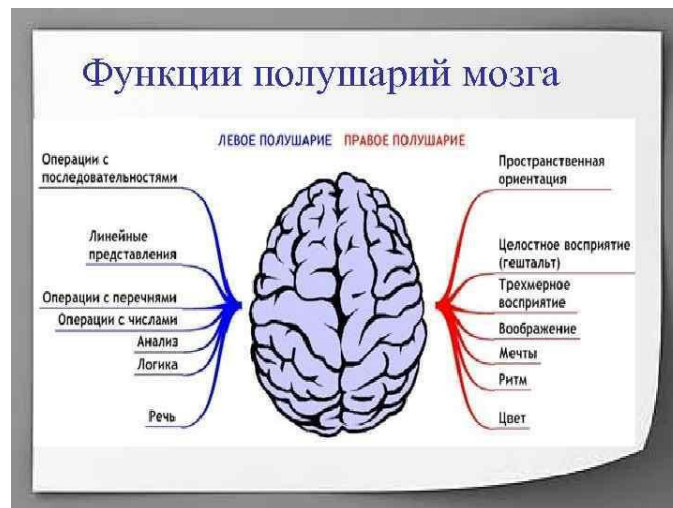 Функции полушарий мозга
ЛЕВОЕ ПОЛУШАРИЕ ПРАВОЕ ПОЛУШАРИЕ
Операции с
последовательностями
Линейные
представления
Операции с перечнями
Операции с числами
Анализ
Логика
Речь
Пространственная
ориентация
Целостное восприятие
(гештальт)
Трехмерное
восприятие
Воображение
Мечты
Ритм
Цвет